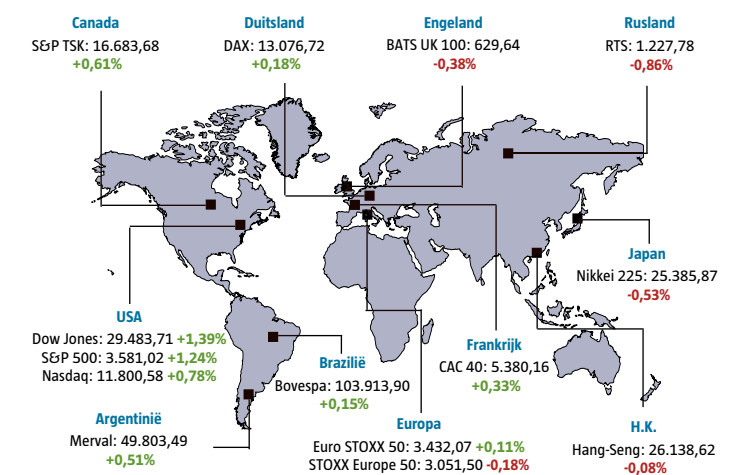 Canada
S&P TSK: 16.683,68
+0,61%
Duitsland
DAX: 13.076,72
+0,18%
Engeland
BATS UK 100: 629,64
-0,38%
Rusland
RTS: 1.227,78
-0,86%
Japan
Nikkei 225: 25.385,87
-0,53%
USA
Dow Jones: 29.483,71 +1,39%
S&P 500: 3.581,02 +1,24%
Nasdaq: 11.800,58 +0,78%
Brazilië
Bovespa: 103.913,90
+0,15%
Frankrijk
CAC 40: 5.380,16
+0,33%
Argentinië
Merval: 49.803,49
+0,51%
Europa
Euro STOXX 50: 3.432,07 +0,11%
STOXX Europe 50: 3.051,50 -0,18%
H.K.
Hang-Seng: 26.138,62
-0,08%